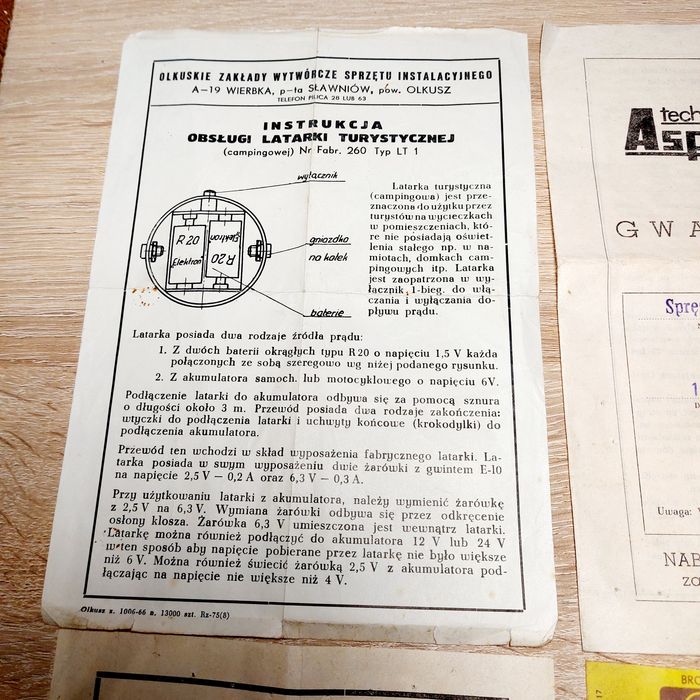 OLKUSKIE ZAKŁADY WYTWÓRCZE SPRZĘTU INSTALACYJNEGO
A-19 WIERBKA, p-ta SŁAWNIÓW, pow. OLKUSZ
TELEFON PILICA 28 LUB 63
INSTRUKCJA
OBSŁUGI LATARKI TURYSTYCZNEJ
(campingowej) Nr Fabr. 260 Typ LT 1
wyłącznik
R20
Elektron
R20
Elektron
gniazdko
na kołek
baterie
Latarka turystyczna
(campingowa) jest prze-
znaczona do użytku przez
turystów na wycieczkach
w pomieszczeniach, któ-
re nie posiadają oświet-
lenia stałego np. w na-
miotach, domkach cam-
pingowych itp. Latarka
jest zaopatrzona w wy-
łącznik 1-bieg. do włą-
czania i wyłączania do-
pływu prądu.
Latarka posiada dwa rodzaje źródła prądu:
1. Z dwóch baterii okrągłych typu R 20 o napięciu 1,5 V każda
połączonych ze sobą szeregowo wg niżej podanego rysunku.
2. Z akumulatora samoch. lub motocyklowego o napięciu 6V.
Podłączenie latarki do akumulatora odbywa się za pomocą sznura
o długości około 3 m. Przewód posiada dwa rodzaje zakończenia:
wtyczki do podłączenia latarki i uchwyty końcowe (krokodylki) do
podłączenia akumulatora.
Przewód ten wchodzi w skład wyposażenia fabrycznego latarki. La-
tarka posiada w swym wyposażeniu dwie żarówki z gwintem E-10
na napięcie 2,5 V – 0,2 A oraz 6,3 V – 0,3 A.
Przy użytkowaniu latarki z akumulatora, należy wymienić żarówkę
z 2,5 V na 6,3 V. Wymiana żarówki odbywa się przez odkręcenie
osłony klosza. Żarówka 6,3 V umieszczona jest wewnątrz latarki.
Latarkę można również podłączyć do akumulatora 12 V lub 24 V
w ten sposób aby napięcie pobierane przez latarkę nie było większe
niż 6 V. Można również świecić żarówką 2,5 V z akumulatora pod-
łączając na napięcie nie większe niż 4 V.
Olkusz z. 1006-66 n. 13000 szt. Rz-75(8)
tech
Asp
GWA
Sprę
1
Uwaga:
NAB
za
BR
17